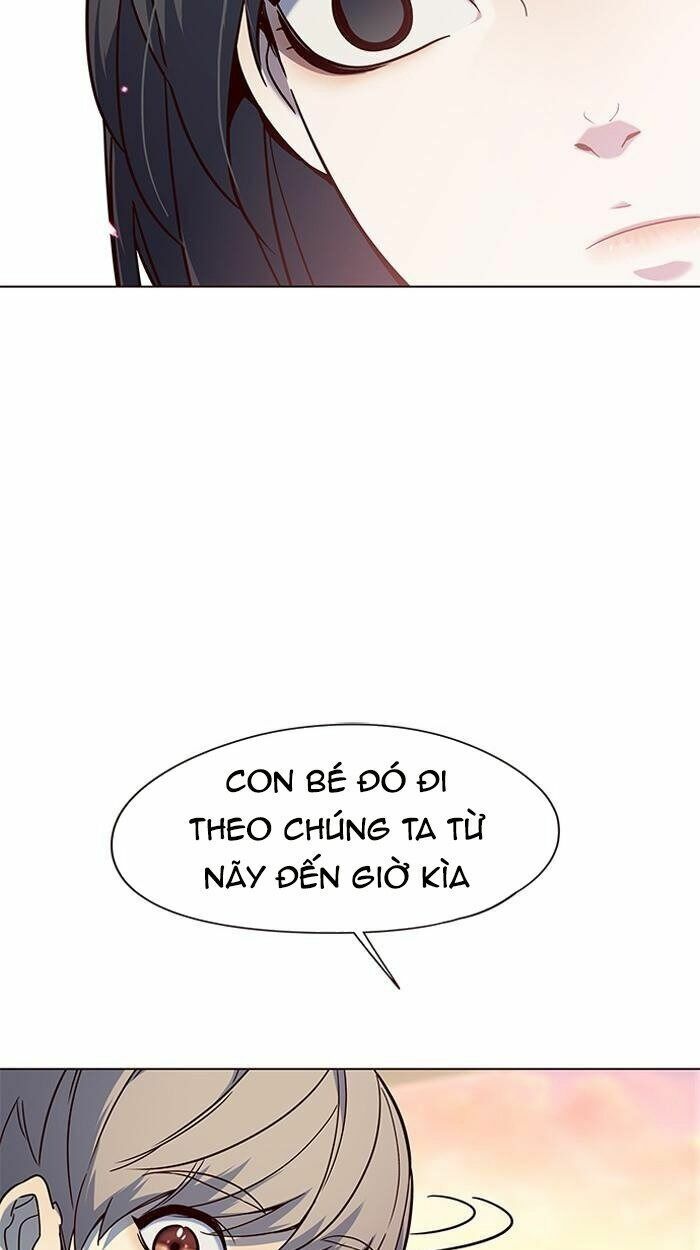 CON BÉ ĐÓ ĐI
THEO CHÚNG TA TỪ
NÃY ĐẾN GIỜ KÌA